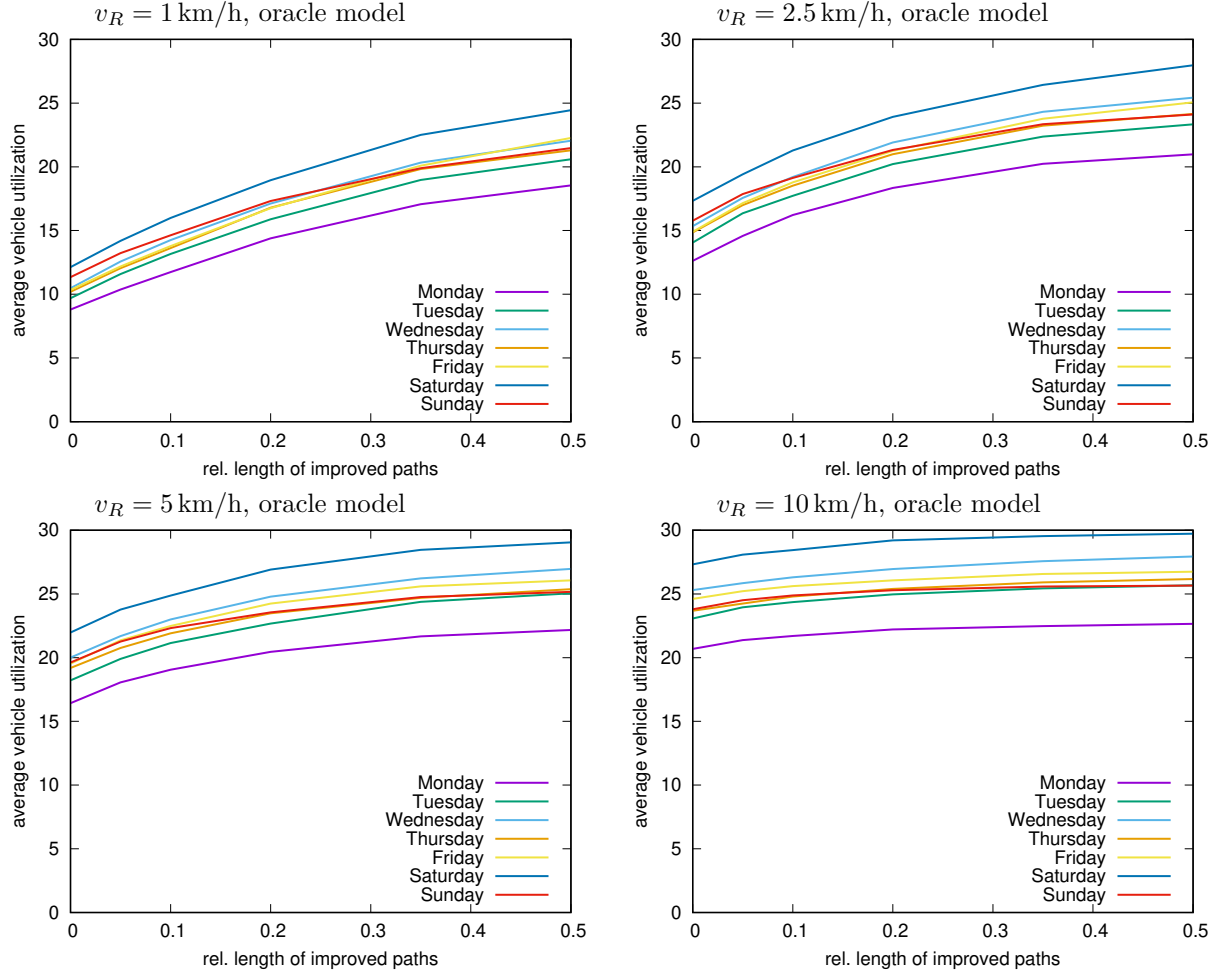 v_R = 1 km/h, oracle model
30
25
20
15
10
5
0
average vehicle utilization
Monday
Tuesday
Wednesday
Thursday
Friday
Saturday
Sunday
0 0.1 0.2 0.3 0.4 0.5
rel. length of improved paths
v_R = 2.5 km/h, oracle model
30
25
20
15
10
5
0
average vehicle utilization
Monday
Tuesday
Wednesday
Thursday
Friday
Saturday
Sunday
0 0.1 0.2 0.3 0.4 0.5
rel. length of improved paths
v_R = 5 km/h, oracle model
30
25
20
15
10
5
0
average vehicle utilization
Monday
Tuesday
Wednesday
Thursday
Friday
Saturday
Sunday
0 0.1 0.2 0.3 0.4 0.5
rel. length of improved paths
v_R = 10 km/h, oracle model
30
25
20
15
10
5
0
average vehicle utilization
Monday
Tuesday
Wednesday
Thursday
Friday
Saturday
Sunday
0 0.1 0.2 0.3 0.4 0.5
rel. length of improved paths